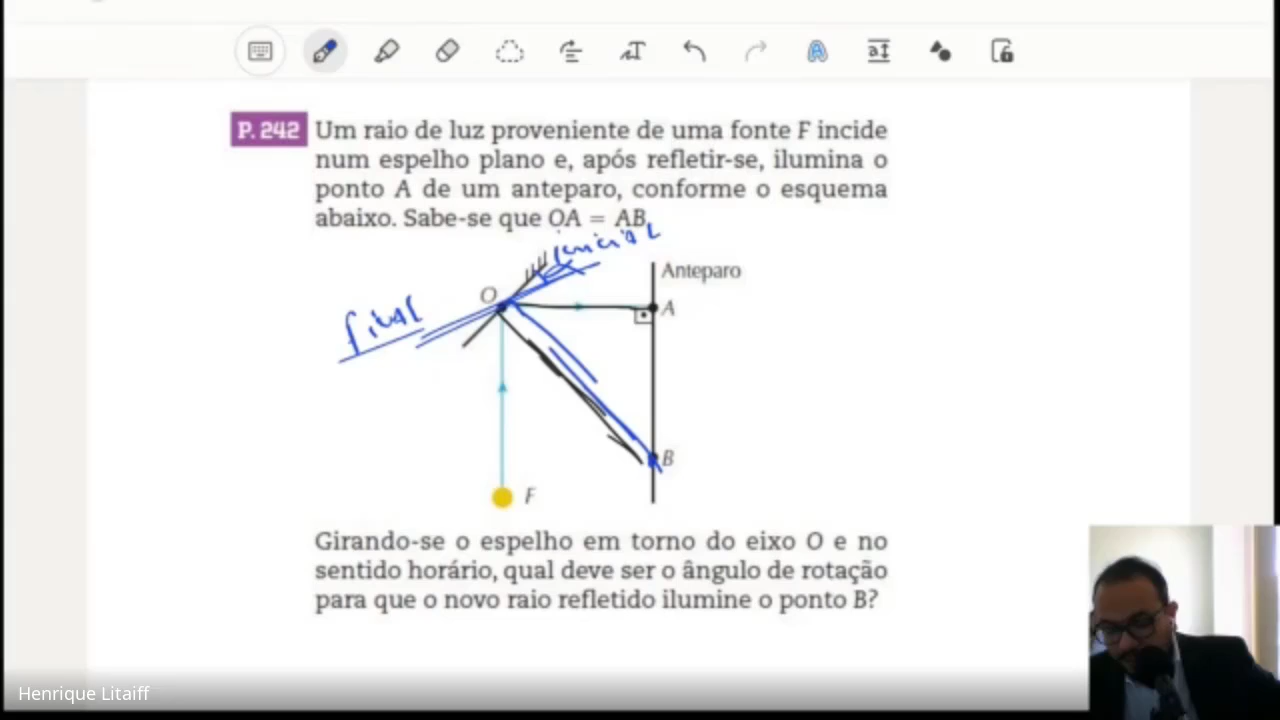 P. 242 Um raio de luz proveniente de uma fonte F incide
num espelho plano e, após refletir-se, ilumina o
ponto A de um anteparo, conforme o esquema
abaixo. Sabe-se que OA = AB.
inicial
Anteparo
O
A
final
B
F
Girando-se o espelho em torno do eixo O e no
sentido horário, qual deve ser o ângulo de rotação
para que o novo raio refletido ilumine o ponto B?
Henrique Litaiff